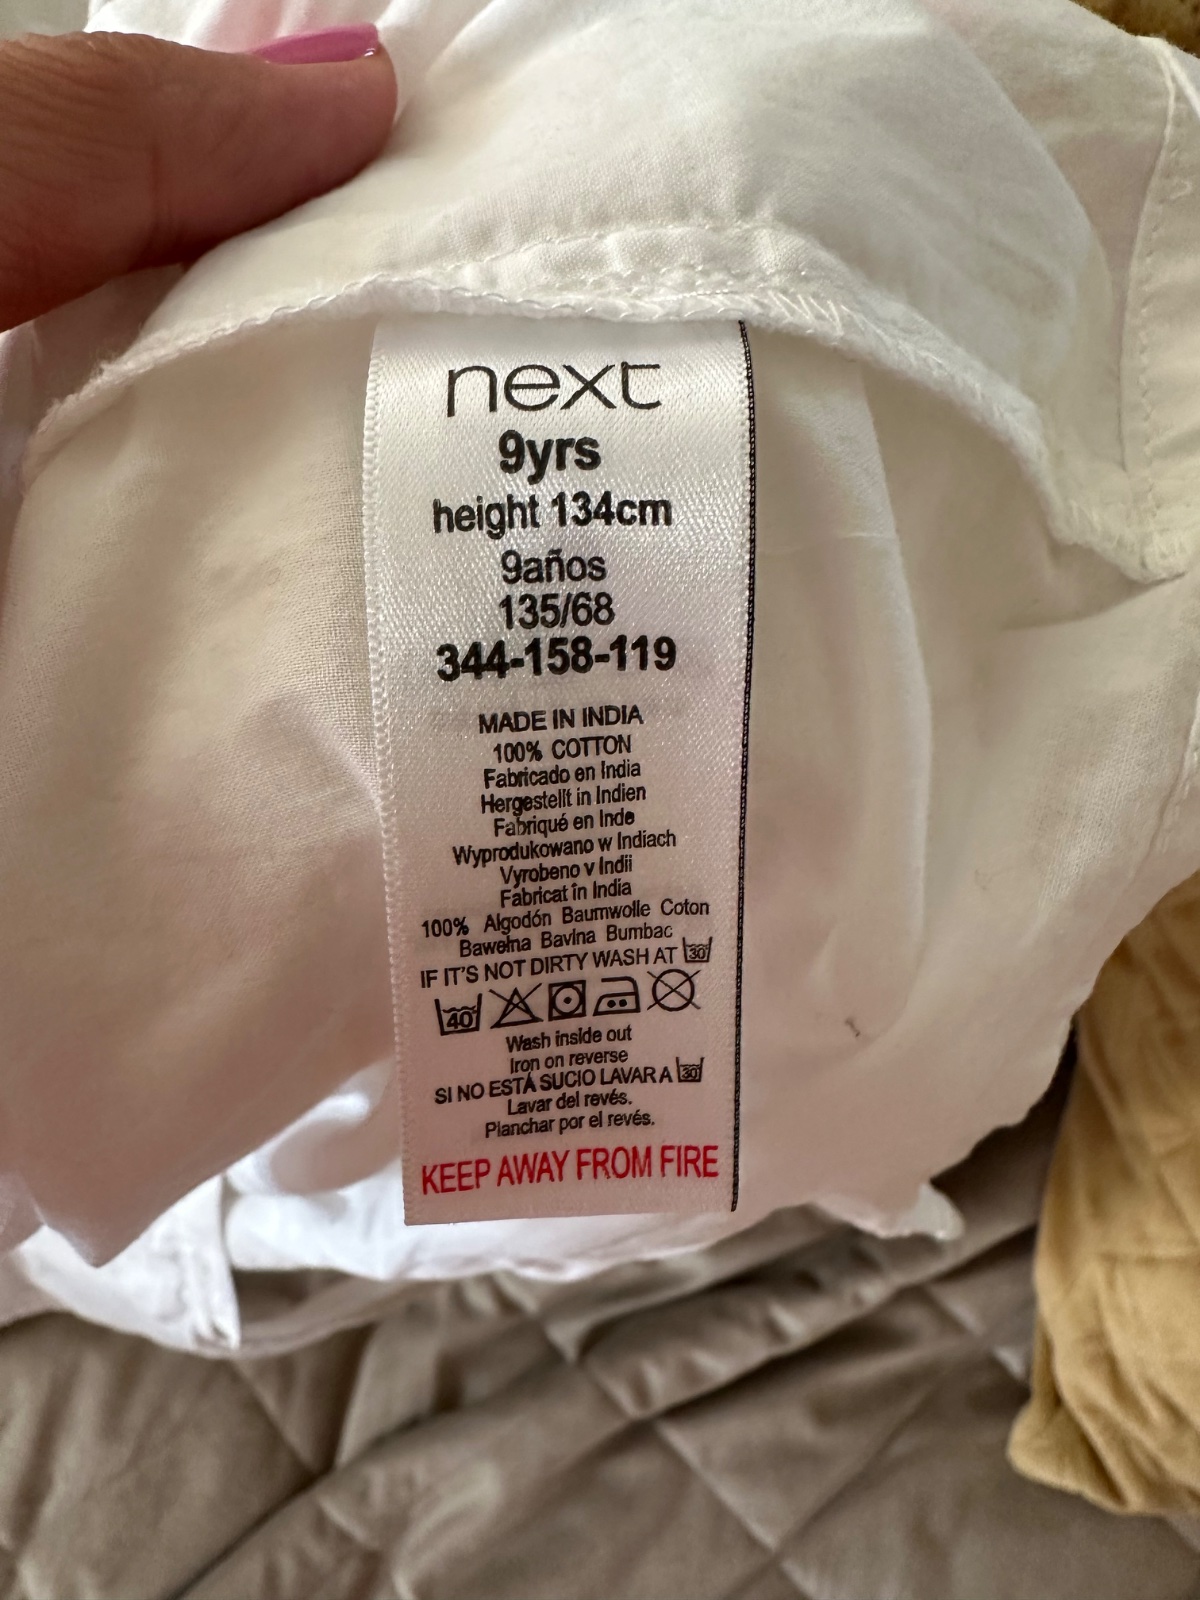 next
9yrs
height 134cm
9años
135/68
344-158-119
MADE IN INDIA
100% COTTON
Fabricado en India
Hergestellt in Indien
Fabriqué en Inde
Wyprodukowano w Indiach
Vyrobeno v Indii
Fabricat în India
100% Algodón Baumwolle Coton
Bawełna Bavlna Bumbac
IF IT'S NOT DIRTY WASH AT 30°
40°
Wash inside out
Iron on reverse
SI NO ESTÁ SUCIO LAVAR A 30°
Lavar del revés.
Planchar por el revés.
KEEP AWAY FROM FIRE